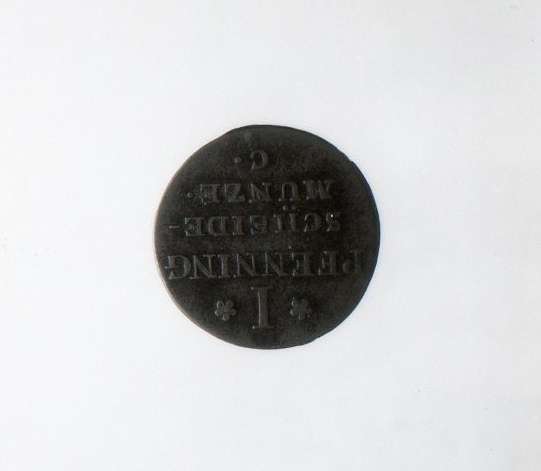 * I *
PFENNING
SCHEIDE-
MÜNZE.
C.